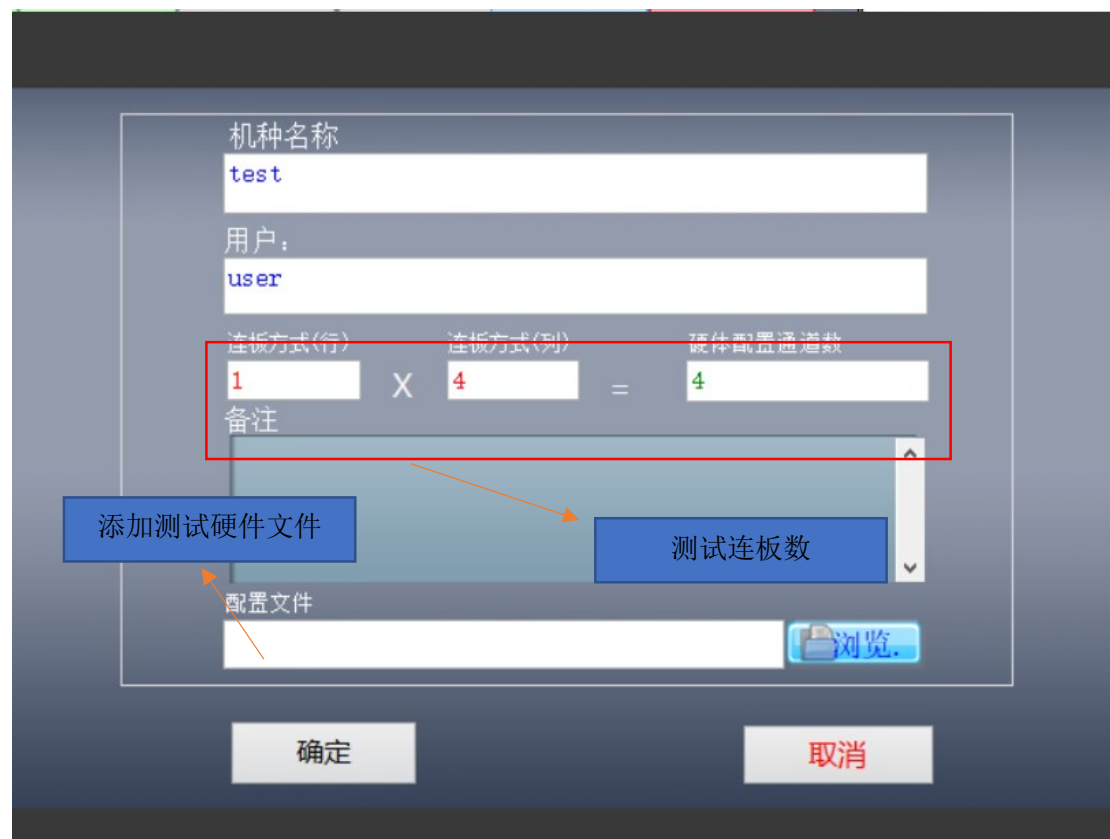 机种名称
test
用户：
user
连板方式(行) 连板方式(列) 硬体配置通道数
1 X 4 = 4
备注
添加测试硬件文件
测试连板数
配置文件
浏览.
确定 取消